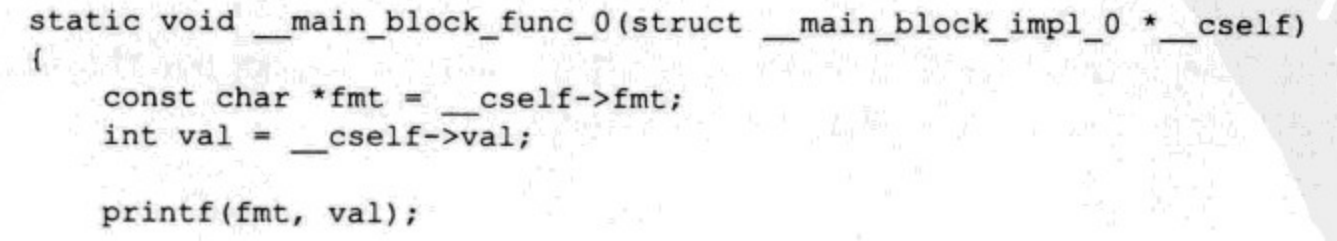 static void __main_block_func_0(struct __main_block_impl_0 *__cself)
{
    const char *fmt = __cself->fmt;
    int val = __cself->val;

    printf(fmt, val);